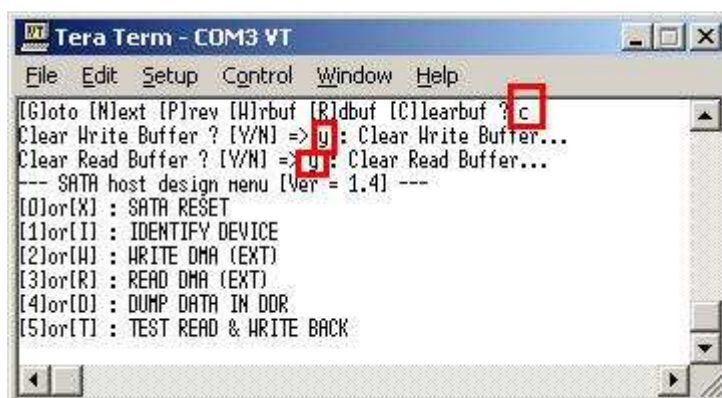 Tera Term - COM3 VT
File Edit Setup Control Window Help
[G]oto [N]ext [P]rev [W]rbuf [R]dbuf [C]learbuf ? c
Clear Write Buffer ? [Y/N] => y : Clear Write Buffer...
Clear Read Buffer ? [Y/N] => y : Clear Read Buffer...
--- SATA host design menu [Ver = 1.4] ---
[0]or[X] : SATA RESET
[1]or[I] : IDENTIFY DEVICE
[2]or[W] : WRITE DMA (EXT)
[3]or[R] : READ DMA (EXT)
[4]or[D] : DUMP DATA IN DDR
[5]or[T] : TEST READ & WRITE BACK